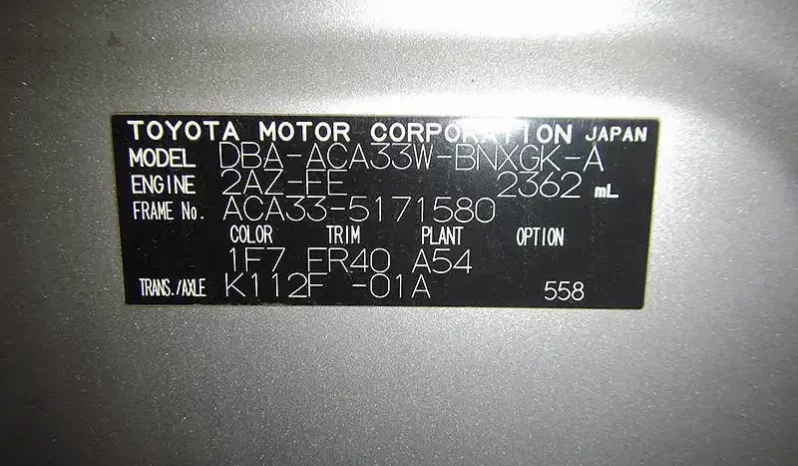 TOYOTA MOTOR CORPORATION JAPAN
MODEL DBA-ACA33W-BNXGK-A
ENGINE 2AZ-FE 2362 mL
FRAME No. ACA33-5171580
COLOR TRIM PLANT OPTION
1F7 FR40 A54
TRANS./AXLE K112F -01A 558